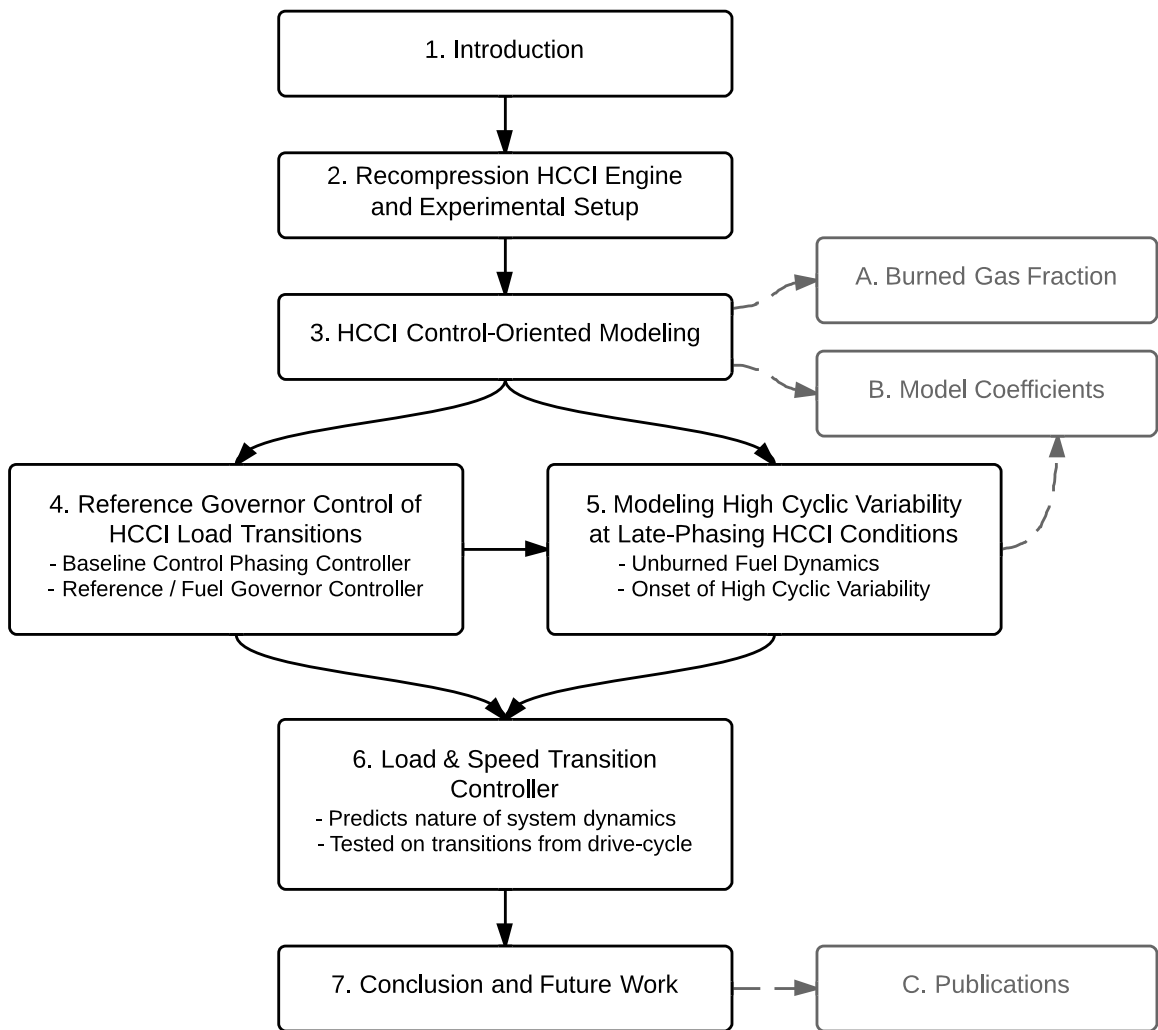 1. Introduction
2. Recompression HCCI Engine
and Experimental Setup
A. Burned Gas Fraction
3. HCCI Control-Oriented Modeling
B. Model Coefficients
4. Reference Governor Control of
HCCI Load Transitions
- Baseline Control Phasing Controller
- Reference / Fuel Governor Controller
5. Modeling High Cyclic Variability
at Late-Phasing HCCI Conditions
- Unburned Fuel Dynamics
- Onset of High Cyclic Variability
6. Load & Speed Transition
Controller
- Predicts nature of system dynamics
- Tested on transitions from drive-cycle
7. Conclusion and Future Work
C. Publications